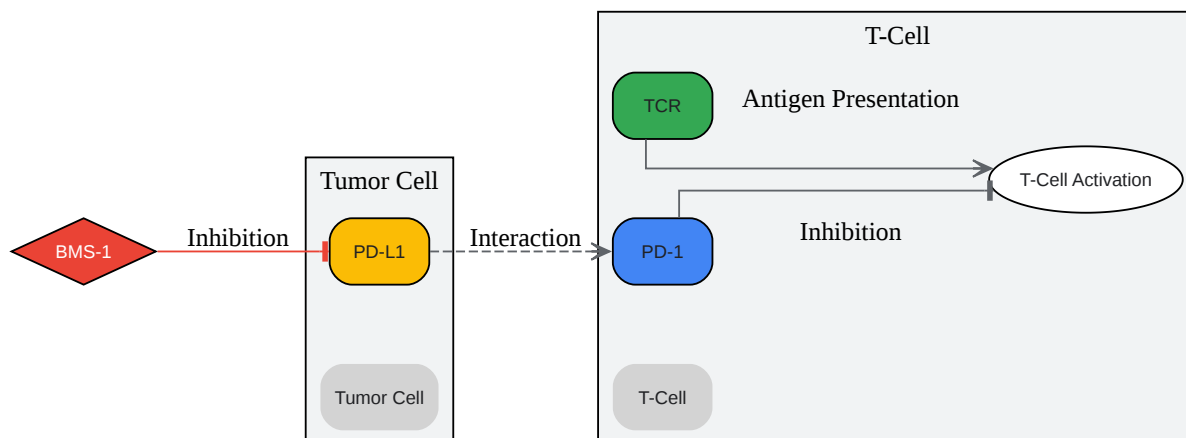 T-Cell
TCR
Antigen Presentation
Tumor Cell
T-Cell Activation
BMS-1
Inhibition
PD-L1
Interaction
PD-1
Inhibition
Tumor Cell
T-Cell